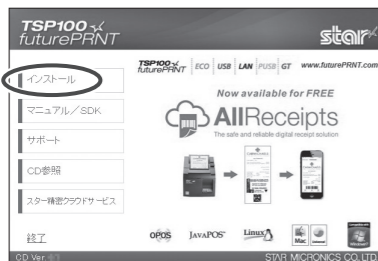 TSP100
futurePRNT
star
インストール
マニュアル／SDK
サポート
CD参照
スター精密クラウドサービス
終了
TSP100
futurePRNT
ECO USB LAN PUSB GT
www.futurePRNT.com
Now available for FREE
AllReceipts
The safe and reliable digital receipt solution
OPOS
JAVAPOS
Linux
Mac
CD Ver.
STAR MICRONICS CO., LTD.